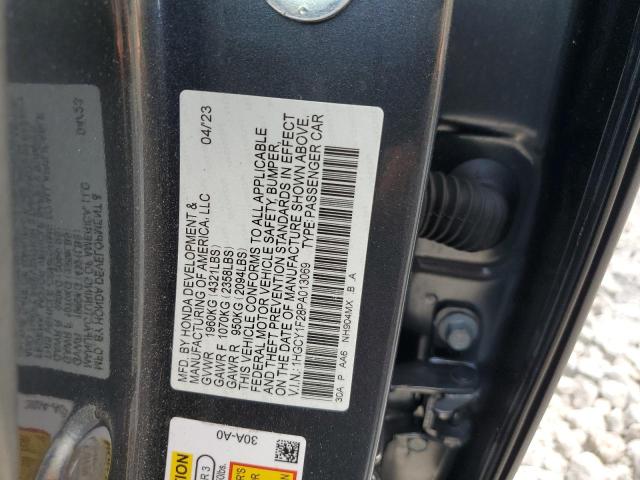 MFD. BY HONDA DEVELOPMENT &
MANUFACTURING OF AMERICA, LLC 04/23
GVWR 1960KG (4321LBS)
GAWR F 1070KG (2358LBS)
GAWR R 950KG (2094LBS)
THIS VEHICLE CONFORMS TO ALL APPLICABLE
FEDERAL MOTOR VEHICLE SAFETY, BUMPER,
AND THEFT PREVENTION STANDARDS IN EFFECT
ON THE DATE OF MANUFACTURE SHOWN ABOVE.
V.I.N.: 1HGCY1F28PA013069 TYPE:PASSENGER CAR
30A P AA6 NH904MX B A
30A-A0